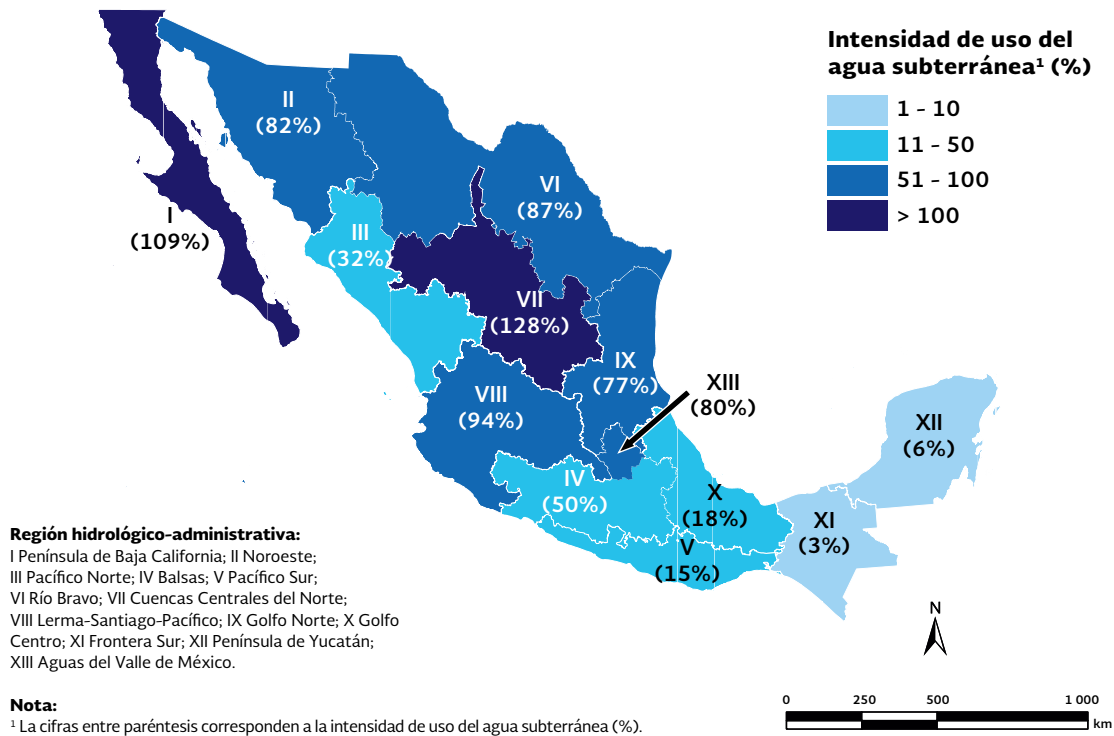 Intensidad de uso del
agua subterránea¹ (%)
1 - 10
11 - 50
51 - 100
> 100
II
(82%)
VI
(87%)
I
(109%)
III
(32%)
VII
(128%)
IX
(77%)
XIII
(80%)
VIII
(94%)
XII
(6%)
IV
(50%)
X
(18%)
XI
(3%)
V
(15%)
Región hidrológico-administrativa:
I Península de Baja California; II Noroeste;
III Pacífico Norte; IV Balsas; V Pacífico Sur;
VI Río Bravo; VII Cuencas Centrales del Norte;
VIII Lerma-Santiago-Pacífico; IX Golfo Norte; X Golfo
Centro; XI Frontera Sur; XII Península de Yucatán;
XIII Aguas del Valle de México.
N
Nota:
¹ La cifras entre paréntesis corresponden a la intensidad de uso del agua subterránea (%).
0 250 500 1 000
km